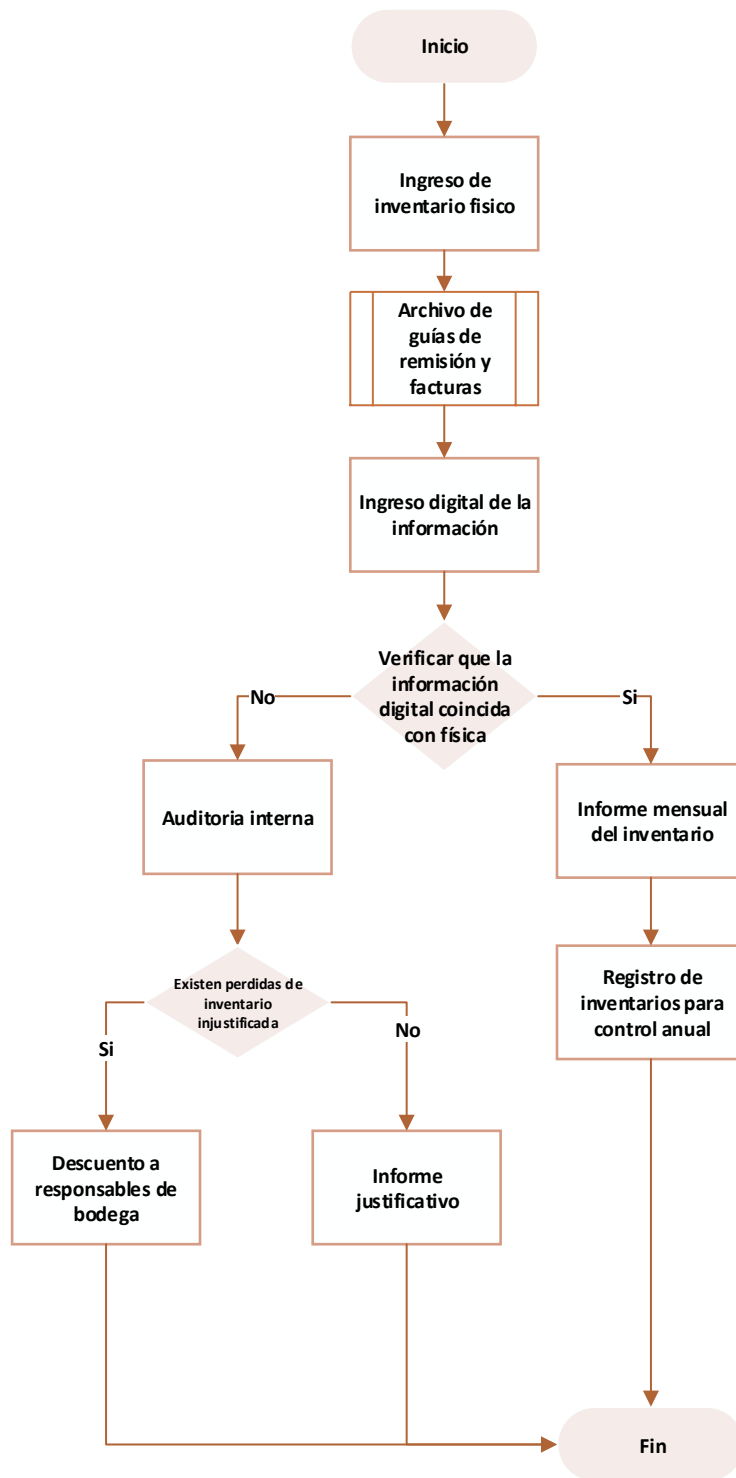 Inicio
Ingreso de
inventario fisico
Archivo de
guías de
remisión y
facturas
Ingreso digital de la
información
Verificar que la
información
digital coincida
con física
No
Si
Auditoria interna
Informe mensual
del inventario
Existen perdidas de
inventario
injustificada
Registro de
inventarios para
control anual
Si
No
Descuento a
responsables de
bodega
Informe
justificativo
Fin